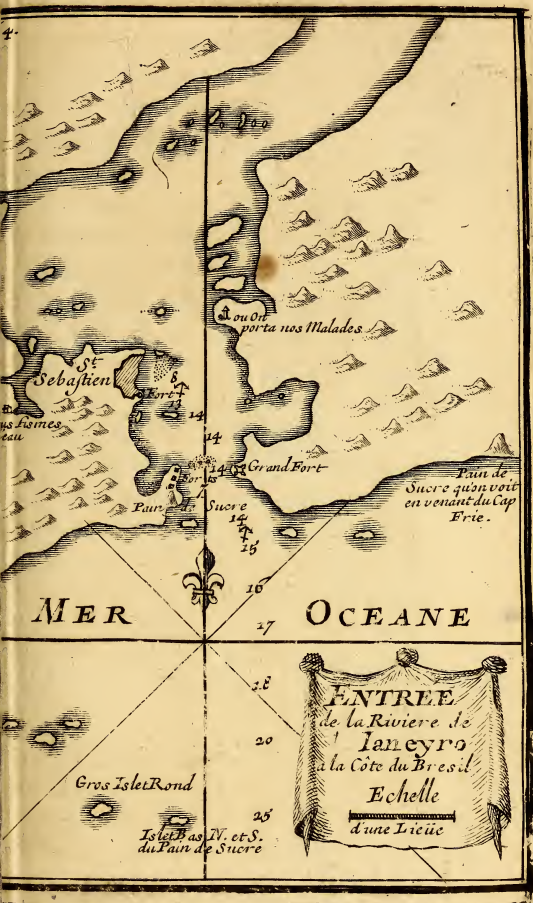 4.
ou On
porta nos Malades
St.
Sebastien
Fort
8
13
14
14
eau
14
Grand Fort
Forts
Pain de
Sucre qu'on voit
en venant du Cap
Frie.
Pain de Sucre
14
15
16
MER OCEANE
17
18
20
ENTREE
de la Riviere de
Ianeyro
a la Côte du Bresil
Echelle
d'une Lieüe
Gros Islet Rond
25
Islet Bas N. et S.
du Pain de Sucre